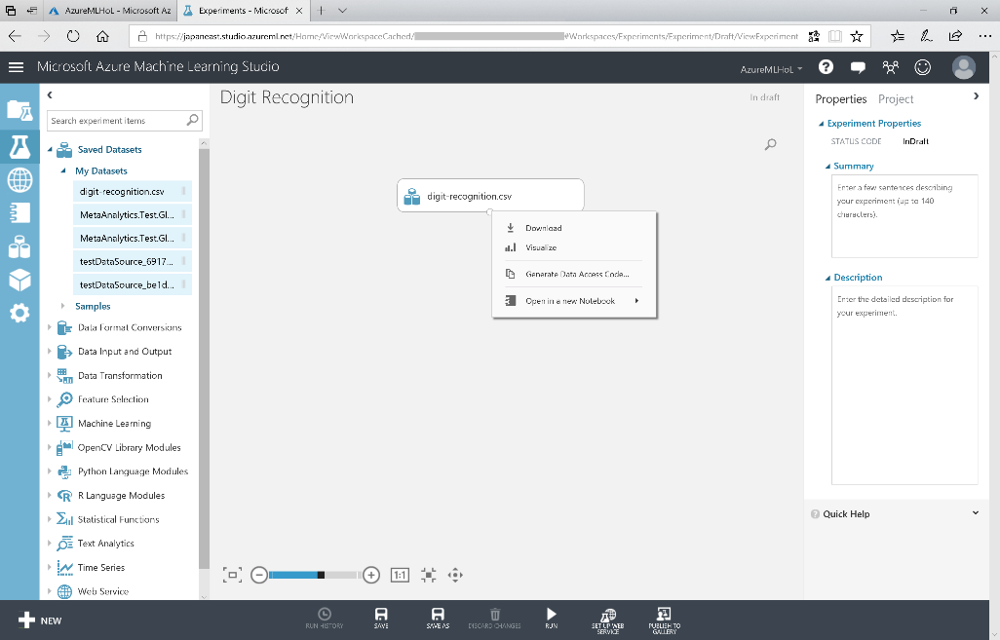 AzureMLHoL - Microsoft Az
Experiments - Microsof
https://japaneast.studio.azureml.net/Home/ViewWorkspaceCached/
#Workspaces/Experiments/Experiment/Draft/ViewExperiment
Microsoft Azure Machine Learning Studio
AzureMLHoL
?
Search experiment items
Saved Datasets
My Datasets
digit-recognition.csv
MetaAnalytics.Test.Gl...
MetaAnalytics.Test.Gl...
testDataSource_6917...
testDataSource_be1d...
Samples
Data Format Conversions
Data Input and Output
Data Transformation
Feature Selection
Machine Learning
OpenCV Library Modules
Python Language Modules
R Language Modules
Statistical Functions
Text Analytics
Time Series
Web Service
Digit Recognition
In draft
digit-recognition.csv
Download
Visualize
Generate Data Access Code...
Open in a new Notebook
1:1
Properties Project
Experiment Properties
STATUS CODE InDraft
Summary
Enter a few sentences describing
your experiment (up to 140
characters).
Description
Enter the detailed description for
your experiment.
? Quick Help
NEW
RUN HISTORY
SAVE
SAVE AS
DISCARD CHANGES
RUN
SET UP WEB
SERVICE
PUBLISH TO
GALLERY